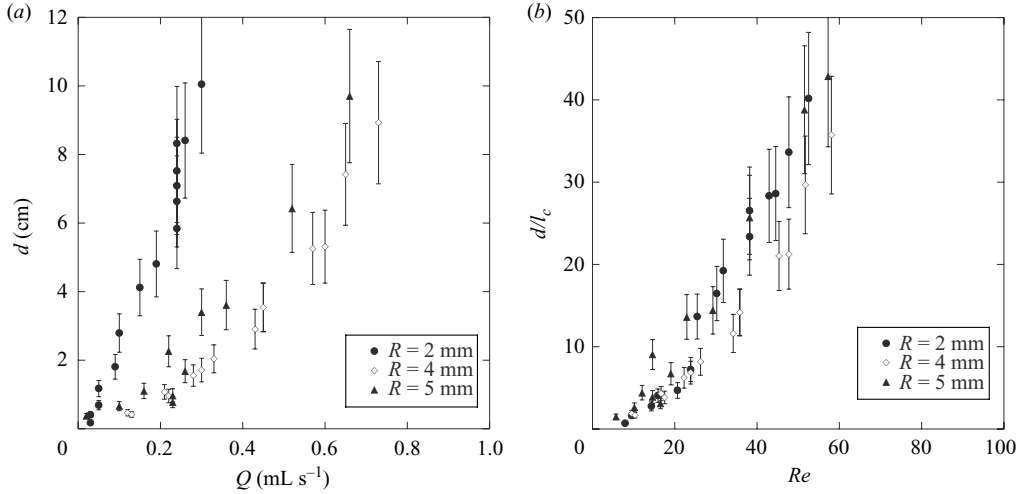 (a)
12
10
8
6
4
2
0
0.2
0.4
0.6
0.8
1.0
d (cm)
Q (mL s⁻¹)
R = 2 mm
R = 4 mm
R = 5 mm
(b)
50
40
30
20
10
0
20
40
60
80
100
d/l_c
Re
R = 2 mm
R = 4 mm
R = 5 mm